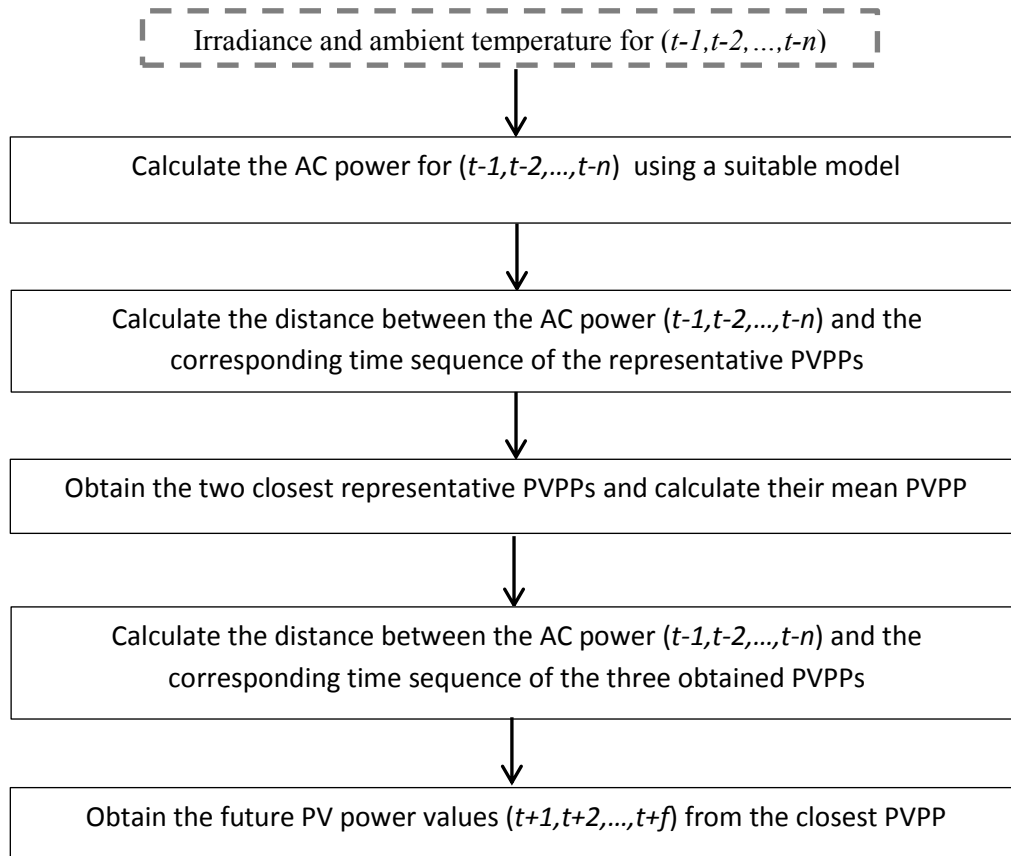 Irradiance and ambient temperature for (t-1,t-2,...,t-n)
Calculate the AC power for (t-1,t-2,...,t-n) using a suitable model
Calculate the distance between the AC power (t-1,t-2,...,t-n) and the
corresponding time sequence of the representative PVPPs
Obtain the two closest representative PVPPs and calculate their mean PVPP
Calculate the distance between the AC power (t-1,t-2,...,t-n) and the
corresponding time sequence of the three obtained PVPPs
Obtain the future PV power values (t+1,t+2,...,t+f) from the closest PVPP